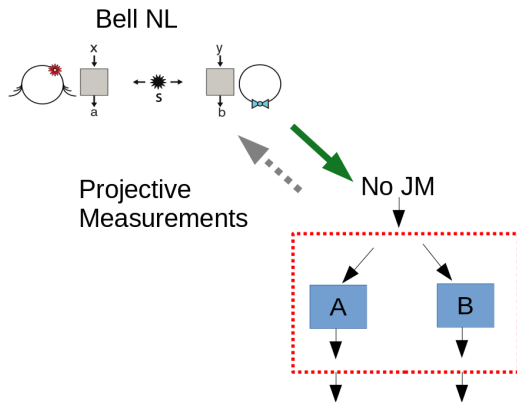 Bell NL
x y
S
a b
Projective
Measurements
No JM
A B